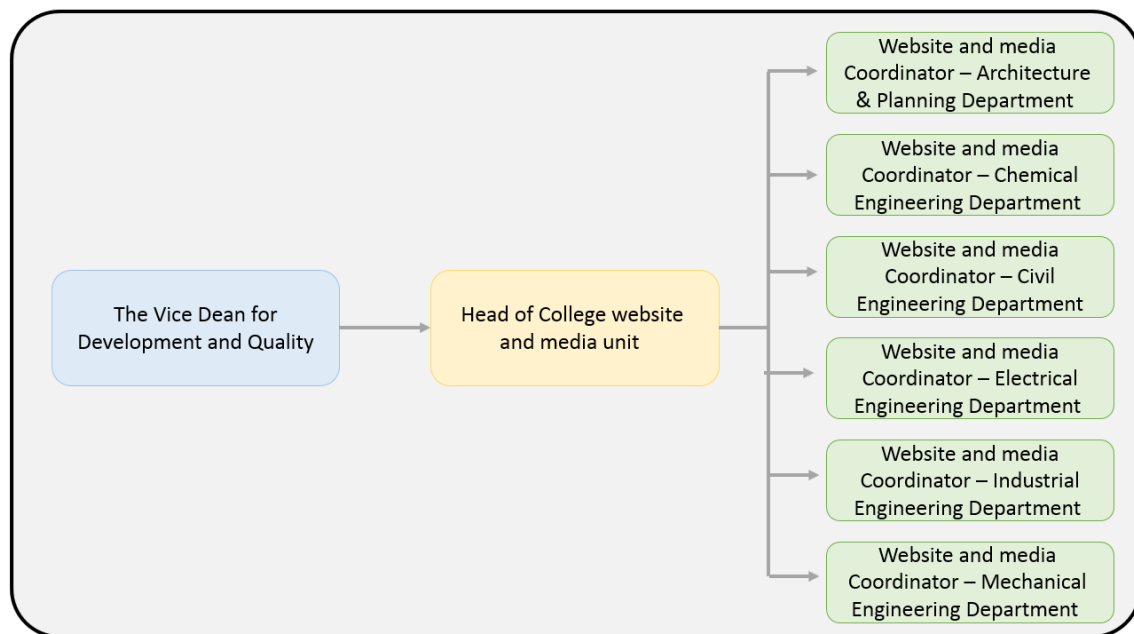 The Vice Dean for
Development and Quality
Head of College website
and media unit
Website and media
Coordinator – Architecture
& Planning Department
Website and media
Coordinator – Chemical
Engineering Department
Website and media
Coordinator – Civil
Engineering Department
Website and media
Coordinator – Electrical
Engineering Department
Website and media
Coordinator – Industrial
Engineering Department
Website and media
Coordinator – Mechanical
Engineering Department